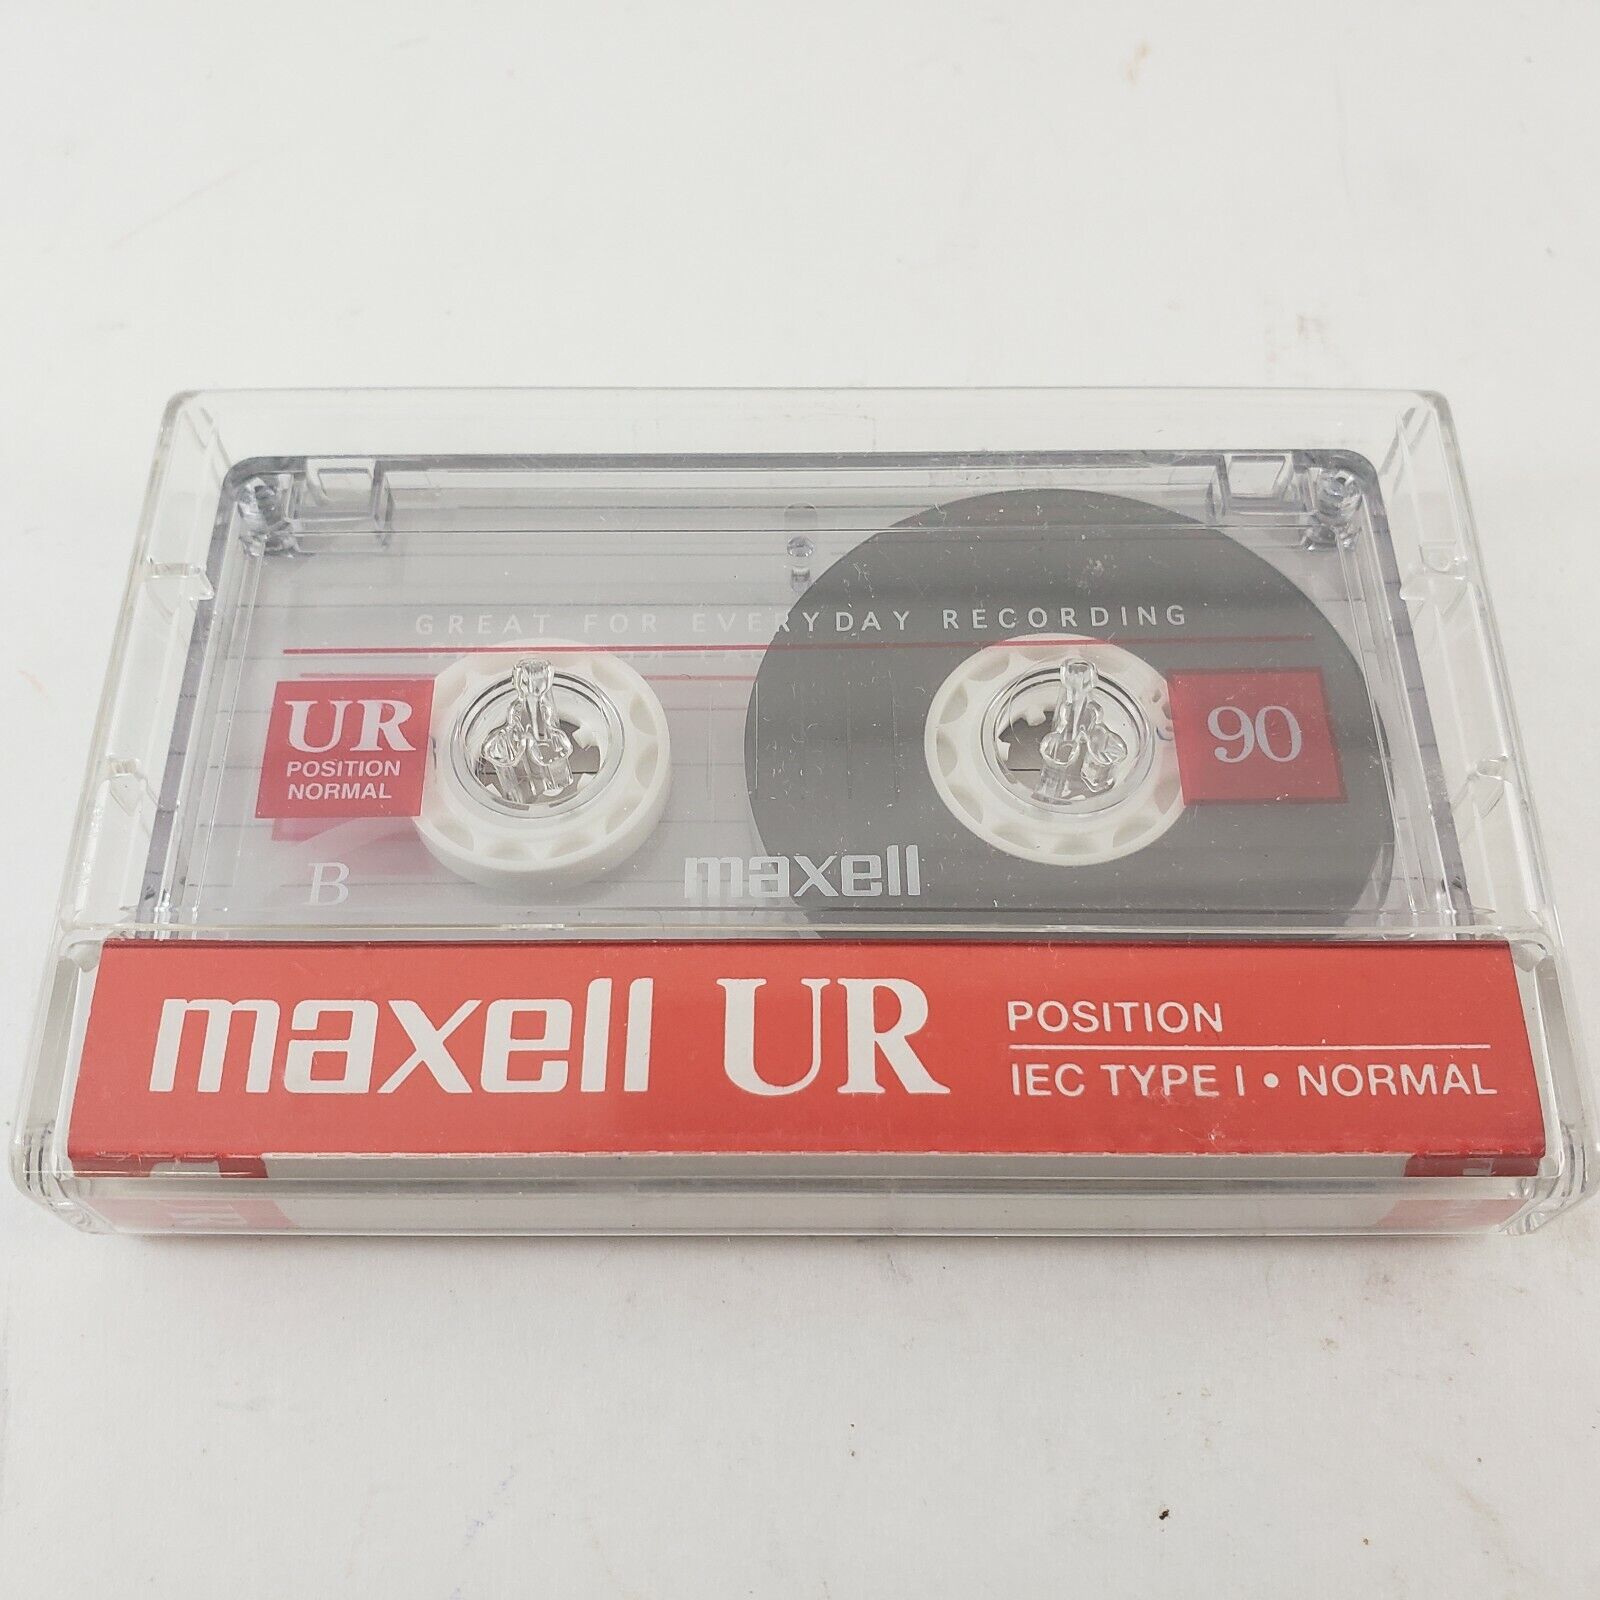 GREAT FOR EVERYDAY RECORDING
UR
POSITION
NORMAL
90
B
maxell
maxell UR
POSITION
IEC TYPE I • NORMAL